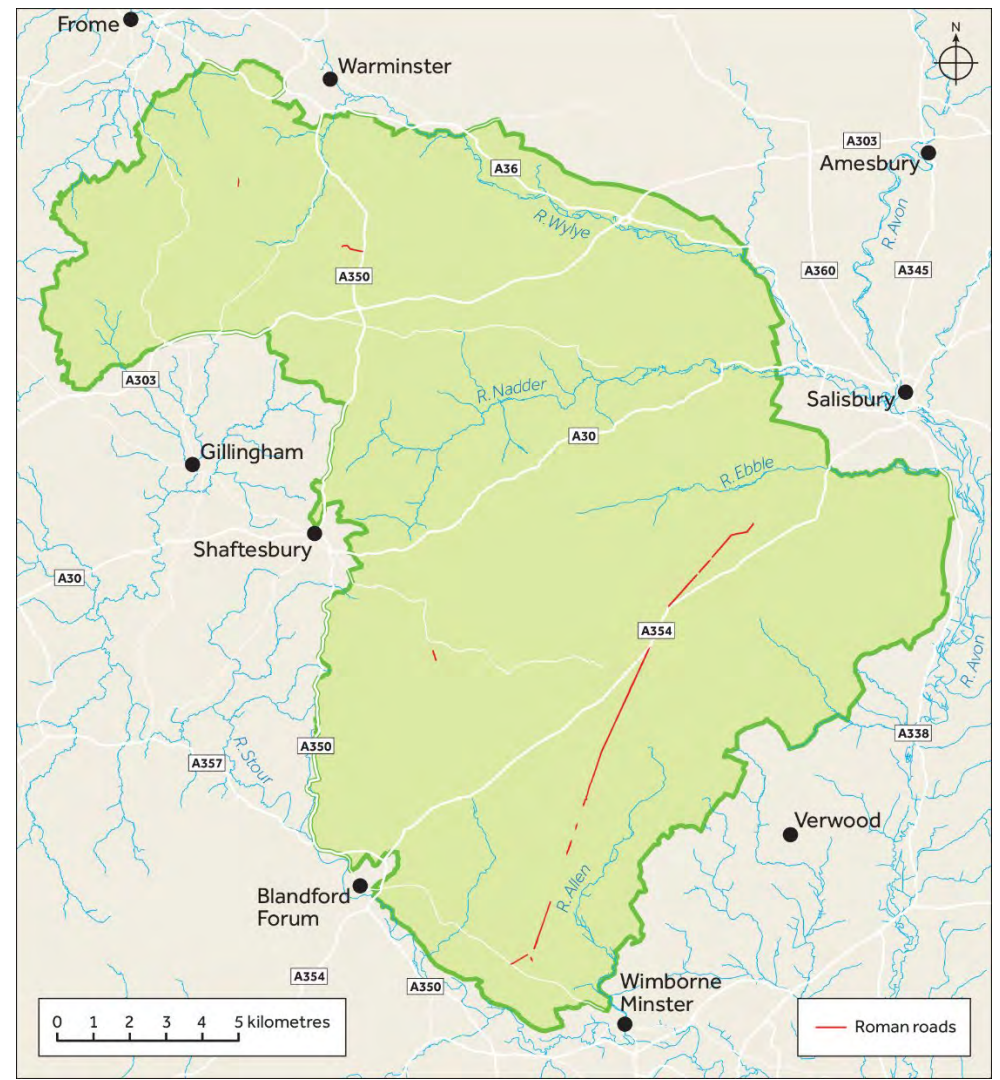 Frome
N
Warminster
A303
Amesbury
A36
R.Wylye
R. Avon
A350
A360
A345
A303
R. Nadder
Salisbury
A30
Gillingham
R. Ebble
Shaftesbury
A30
A354
R. Avon
A350
A357
R. Stour
A338
Verwood
Blandford
Forum
R. Allen
A354
A350
Wimborne
Minster
0 1 2 3 4 5 kilometres
Roman roads